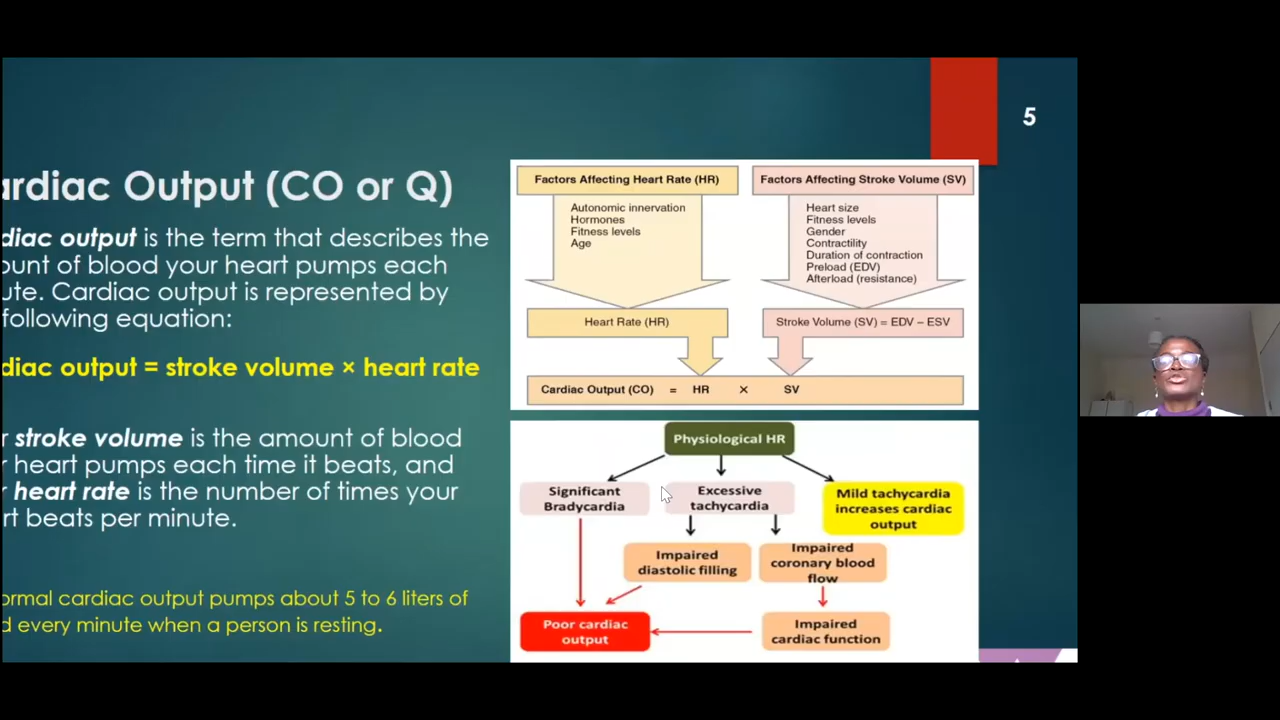 5
ardiac Output (CO or Q)
diac output is the term that describes the
ount of blood your heart pumps each
ute. Cardiac output is represented by
following equation:
diac output = stroke volume × heart rate
r stroke volume is the amount of blood
r heart pumps each time it beats, and
r heart rate is the number of times your
rt beats per minute.
ormal cardiac output pumps about 5 to 6 liters of
d every minute when a person is resting.
Factors Affecting Heart Rate (HR)
Autonomic innervation
Hormones
Fitness levels
Age
Heart Rate (HR)
Factors Affecting Stroke Volume (SV)
Heart size
Fitness levels
Gender
Contractility
Duration of contraction
Preload (EDV)
Afterload (resistance)
Stroke Volume (SV) = EDV – ESV
Cardiac Output (CO) = HR × SV
Physiological HR
Significant
Bradycardia
Excessive
tachycardia
Mild tachycardia
increases cardiac
output
Impaired
diastolic filling
Impaired
coronary blood
flow
Poor cardiac
output
Impaired
cardiac function